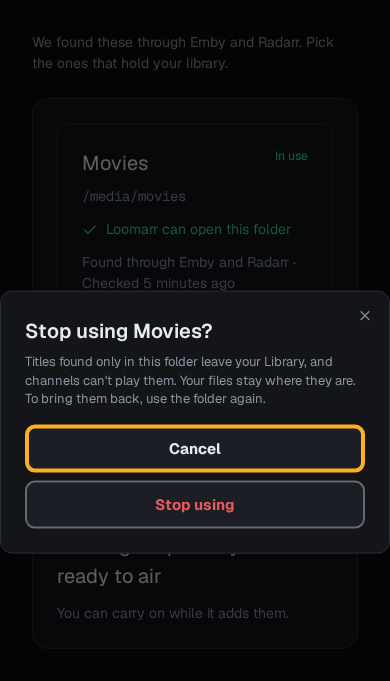 We found these through Emby and Radarr. Pick
the ones that hold your library.
Movies
In use
/media/movies
Loomarr can open this folder
Found through Emby and Radarr ·
Checked 5 minutes ago
Stop using Movies?
Titles found only in this folder leave your Library, and
channels can't play them. Your files stay where they are.
To bring them back, use the folder again.
Cancel
Stop using
ready to air
You can carry on while it adds them.